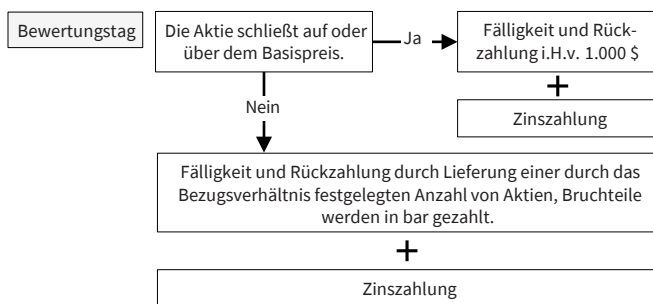 Bewertungstag
Die Aktie schließt auf oder
über dem Basispreis.
Ja
Fälligkeit und Rück-
zahlung i.H.v. 1.000 $
+
Zinszahlung
Nein
Fälligkeit und Rückzahlung durch Lieferung einer durch das
Bezugsverhältnis festgelegten Anzahl von Aktien, Bruchteile
werden in bar gezahlt.
+
Zinszahlung